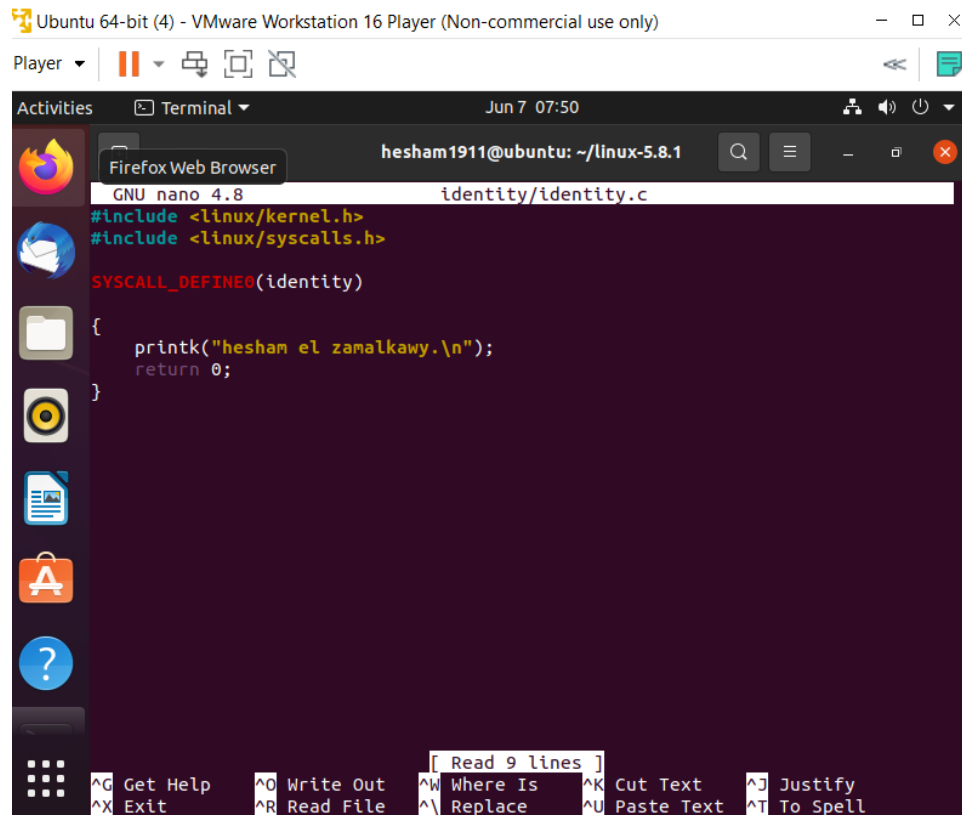 Ubuntu 64-bit (4) - VMware Workstation 16 Player (Non-commercial use only)
Player
Activities Terminal Jun 7 07:50
hesham1911@ubuntu: ~/linux-5.8.1
Firefox Web Browser
GNU nano 4.8 identity/identity.c
#include <linux/kernel.h>
#include <linux/syscalls.h>
SYSCALL_DEFINE0(identity)
{
printk("hesham el zamalkawy.\n");
return 0;
}
[ Read 9 lines ]
^G Get Help ^O Write Out ^W Where Is ^K Cut Text ^J Justify
^X Exit ^R Read File ^\ Replace ^U Paste Text ^T To Spell